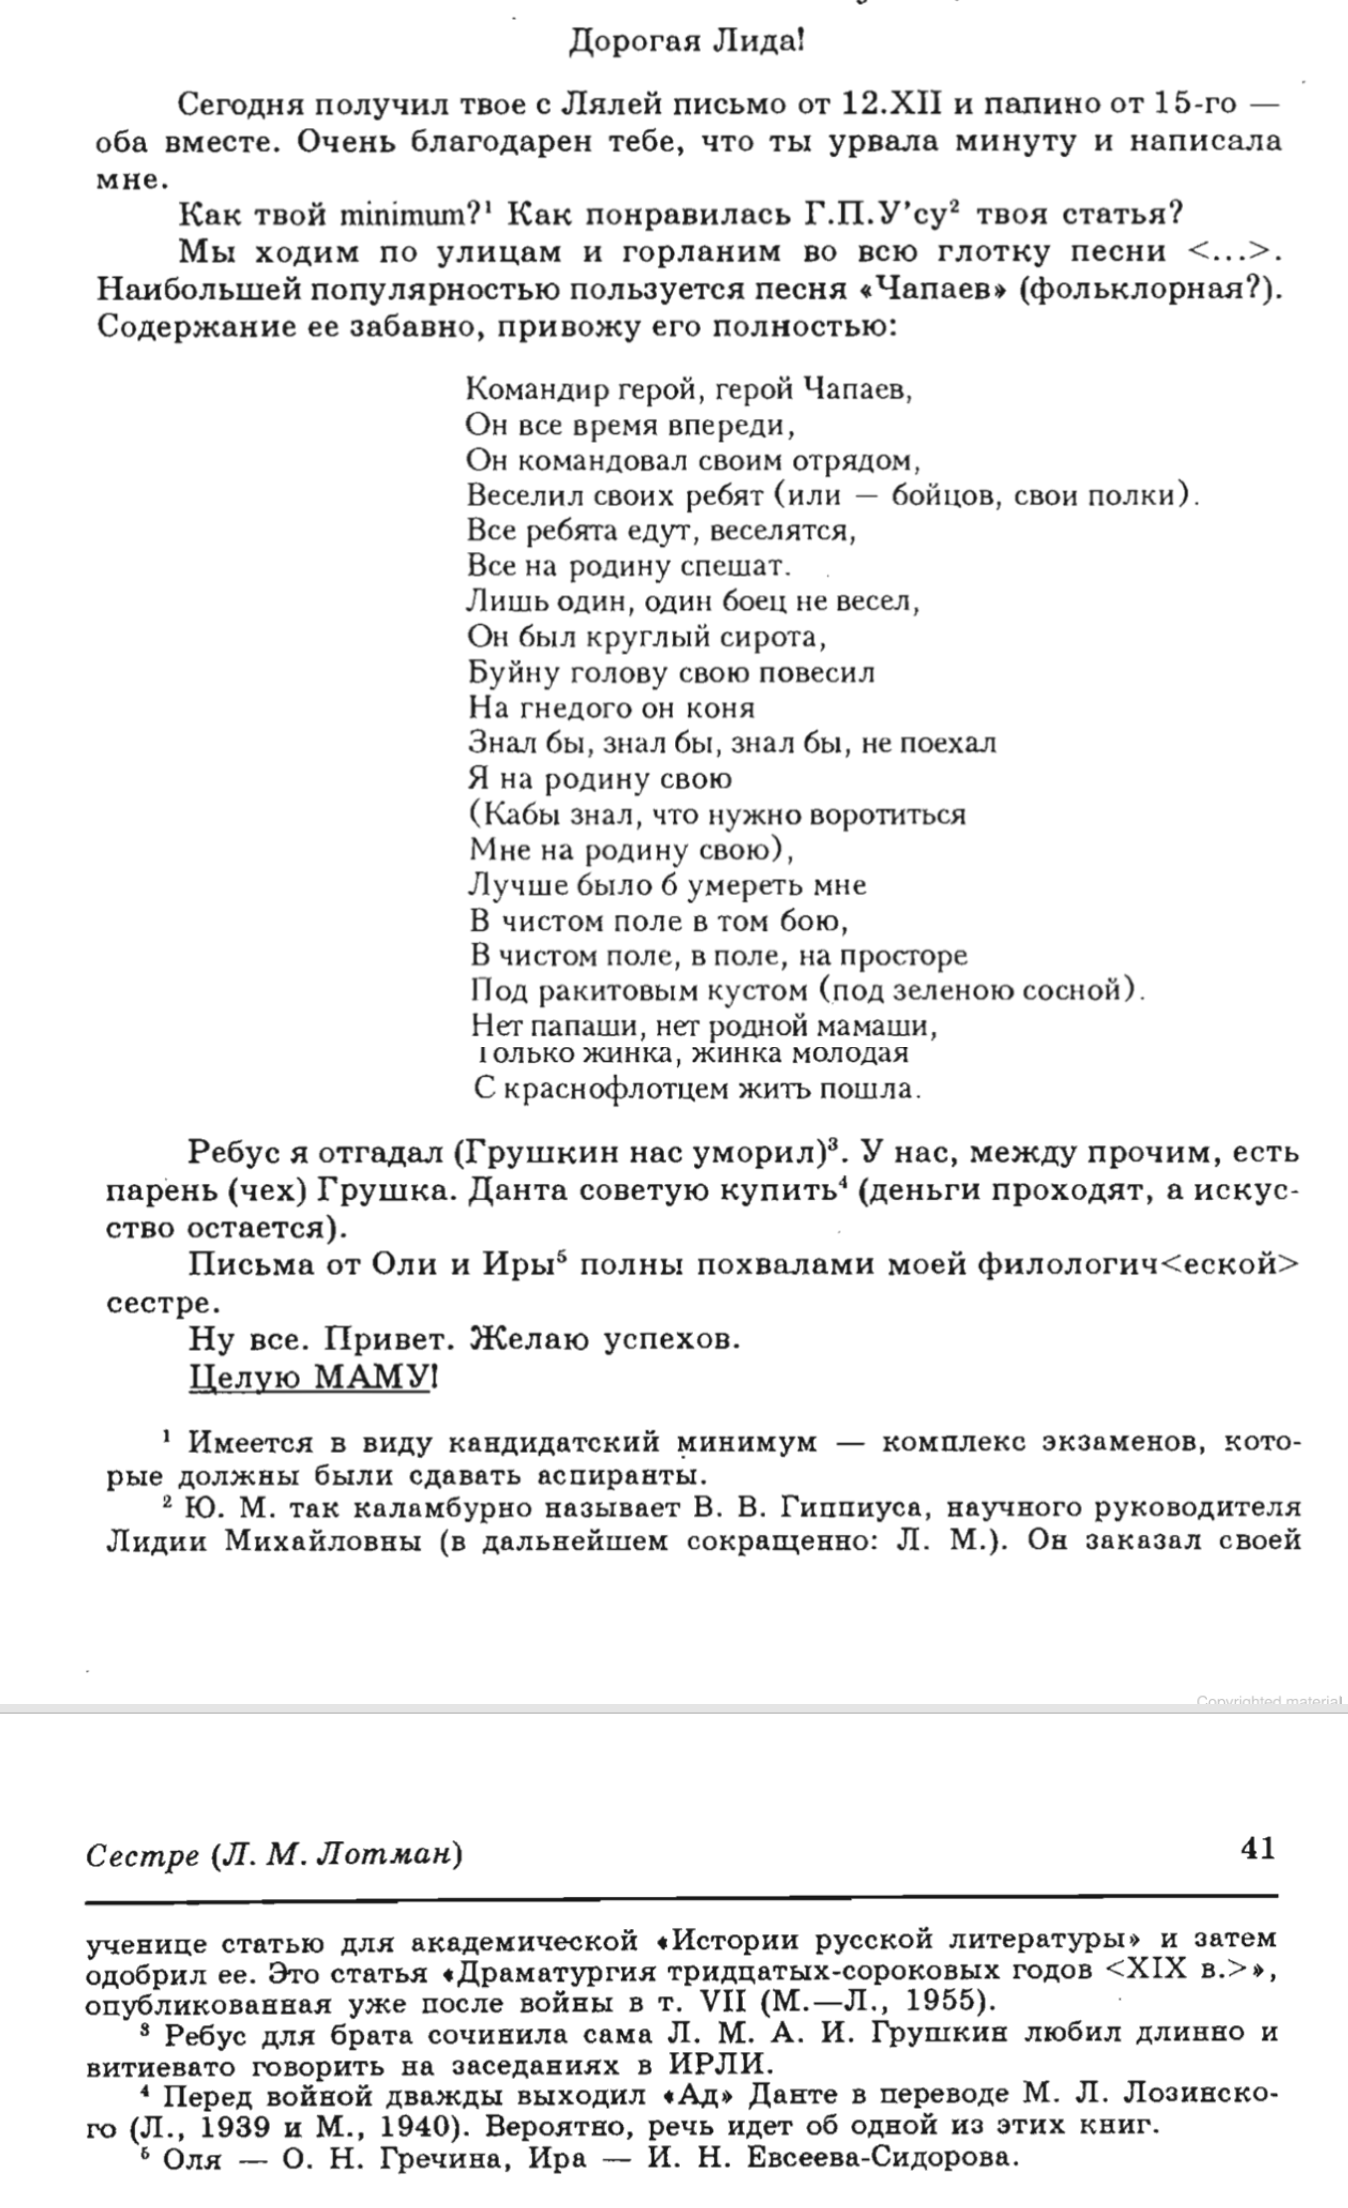 Дорогая Лида!
Сегодня получил твое с Лялей письмо от 12.XII и папино от 15-го —
оба вместе. Очень благодарен тебе, что ты урвала минуту и написала
мне.
Как твой minimum?¹ Как понравилась Г.П.У’су² твоя статья?
Мы ходим по улицам и горланим во всю глотку песни <...>.
Наибольшей популярностью пользуется песня «Чапаев» (фольклорная?).
Содержание ее забавно, привожу его полностью:
Командир герой, герой Чапаев,
Он все время впереди,
Он командовал своим отрядом,
Веселил своих ребят (или — бойцов, свои полки).
Все ребята едут, веселятся,
Все на родину спешат.
Лишь один, один боец не весел,
Он был круглый сирота,
Буйну голову свою повесил
На гнедого он коня
Знал бы, знал бы, знал бы, не поехал
Я на родину свою
(Кабы знал, что нужно воротиться
Мне на родину свою),
Лучше было б умереть мне
В чистом поле в том бою,
В чистом поле, в поле, на просторе
Под ракитовым кустом (под зеленою сосной).
Нет папаши, нет родной мамаши,
Только жинка, жинка молодая
С краснофлотцем жить пошла.
Ребус я отгадал (Грушкин нас уморил)³. У нас, между прочим, есть
парень (чех) Грушка. Данта советую купить⁴ (деньги проходят, а искус-
ство остается).
Письма от Оли и Иры⁵ полны похвалами моей филологич<еской>
сестре.
Ну все. Привет. Желаю успехов.
Целую МАМУ!
¹ Имеется в виду кандидатский минимум — комплекс экзаменов, кото-
рые должны были сдавать аспиранты.
² Ю. М. так каламбурно называет В. В. Гиппиуса, научного руководителя
Лидии Михайловны (в дальнейшем сокращенно: Л. М.). Он заказал своей
Copyrighted material
Сестре (Л. М. Лотман) 41
ученице статью для академической «Истории русской литературы» и затем
одобрил ее. Это статья «Драматургия тридцатых-сороковых годов <XIX в.>»,
опубликованная уже после войны в т. VII (М.—Л., 1955).
³ Ребус для брата сочинила сама Л. М. А. И. Грушкин любил длинно и
витиевато говорить на заседаниях в ИРЛИ.
⁴ Перед войной дважды выходил «Ад» Данте в переводе М. Л. Лозинско-
го (Л., 1939 и М., 1940). Вероятно, речь идет об одной из этих книг.
⁵ Оля — О. Н. Гречина, Ира — И. Н. Евсеева-Сидорова.